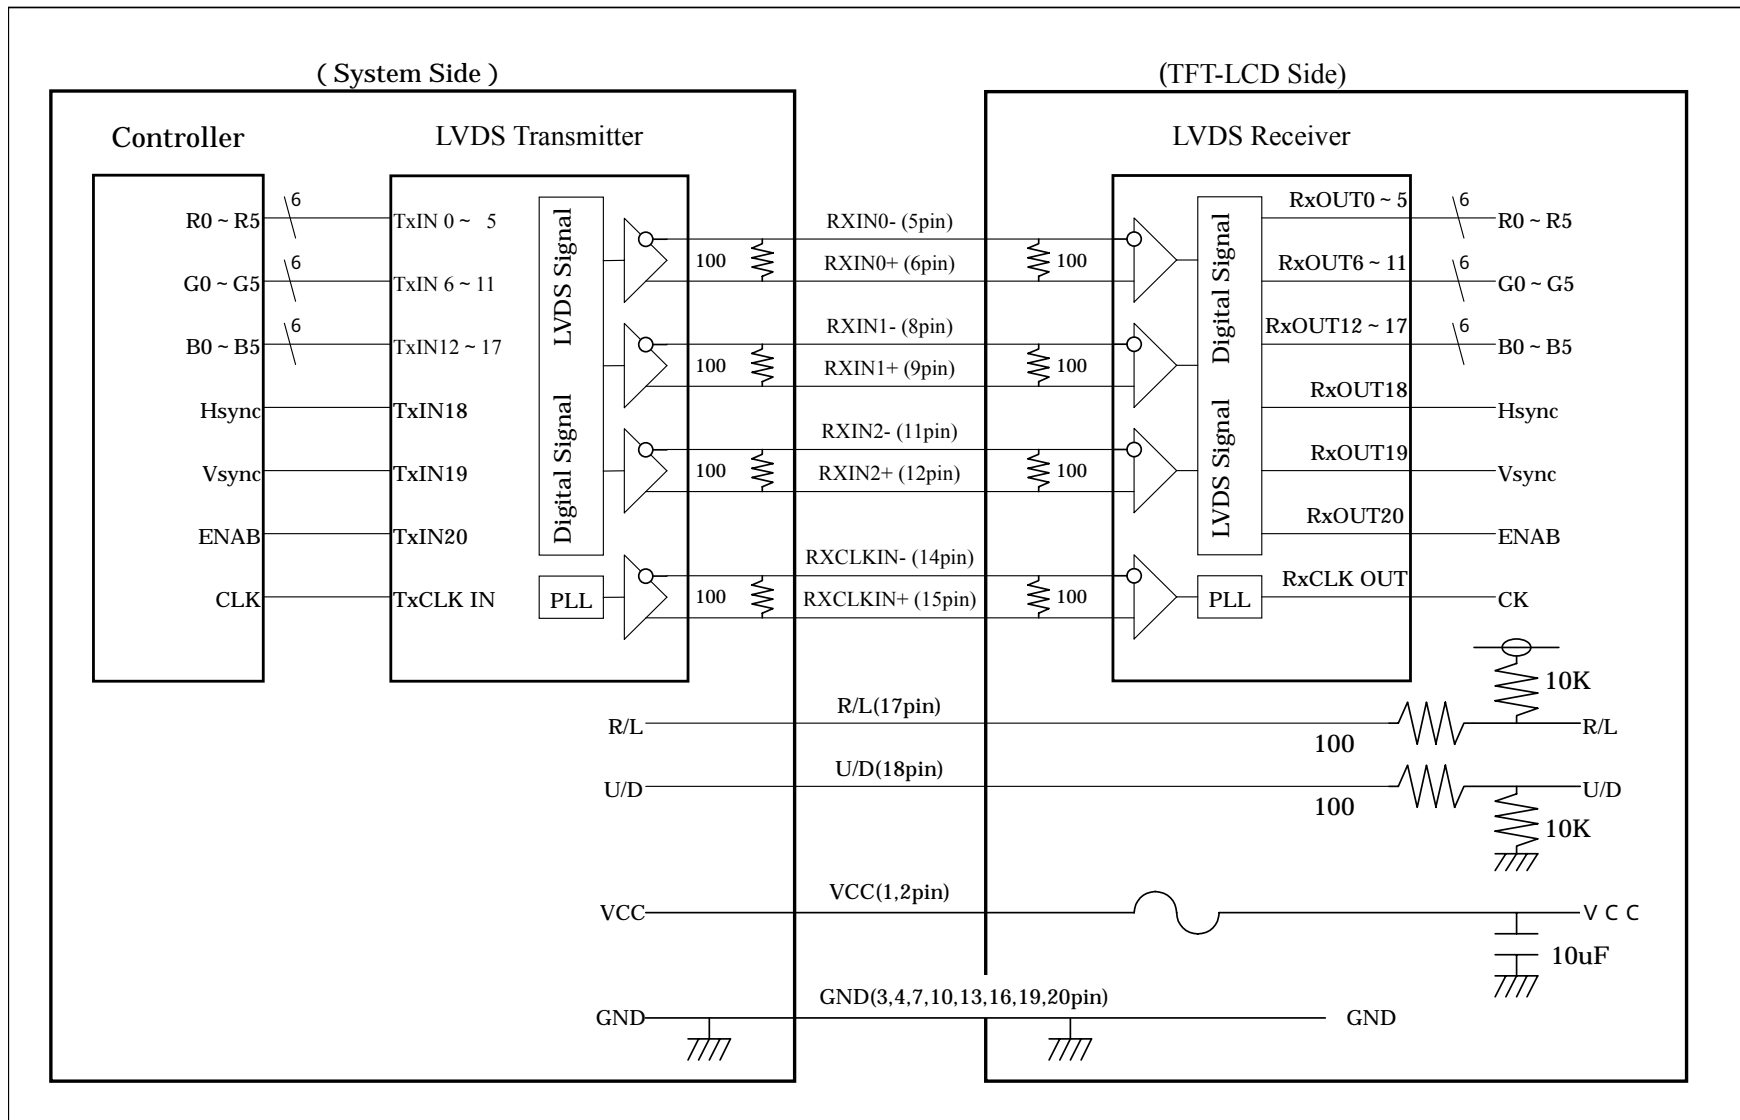 ( System Side )
(TFT-LCD Side)
Controller
LVDS Transmitter
LVDS Receiver
R0 ~ R5
6
TxIN 0 ~ 5
G0 ~ G5
6
TxIN 6 ~ 11
B0 ~ B5
6
TxIN12 ~ 17
Hsync
TxIN18
Vsync
TxIN19
ENAB
TxIN20
CLK
TxCLK IN
LVDS Signal
Digital Signal
PLL
100
RXIN0- (5pin)
RXIN0+ (6pin)
100
100
RXIN1- (8pin)
RXIN1+ (9pin)
100
100
RXIN2- (11pin)
RXIN2+ (12pin)
100
100
RXCLKIN- (14pin)
RXCLKIN+ (15pin)
100
Digital Signal
LVDS Signal
PLL
RxOUT0 ~ 5
6
R0 ~ R5
RxOUT6 ~ 11
6
G0 ~ G5
RxOUT12 ~ 17
6
B0 ~ B5
RxOUT18
Hsync
RxOUT19
Vsync
RxOUT20
ENAB
RxCLK OUT
CK
10K
R/L
R/L(17pin)
100
R/L
U/D
U/D(18pin)
100
U/D
10K
VCC
VCC(1,2pin)
V C C
10uF
GND
GND(3,4,7,10,13,16,19,20pin)
GND